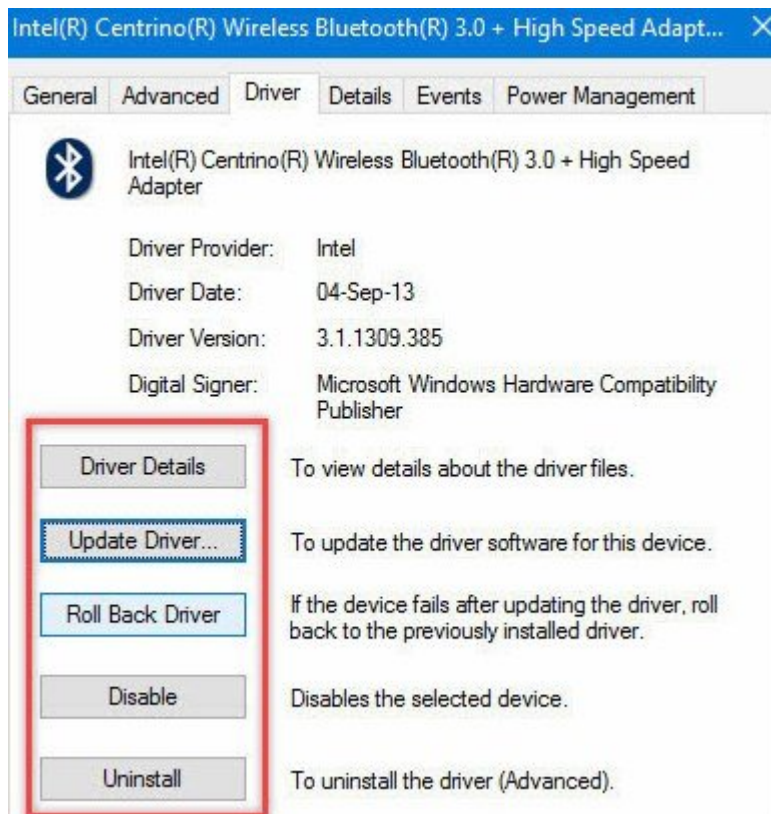 Intel(R) Centrino(R) Wireless Bluetooth(R) 3.0 + High Speed Adapt...
General Advanced Driver Details Events Power Management
Intel(R) Centrino(R) Wireless Bluetooth(R) 3.0 + High Speed
Adapter
Driver Provider: Intel
Driver Date: 04-Sep-13
Driver Version: 3.1.1309.385
Digital Signer: Microsoft Windows Hardware Compatibility
Publisher
Driver Details To view details about the driver files.
Update Driver... To update the driver software for this device.
Roll Back Driver If the device fails after updating the driver, roll
back to the previously installed driver.
Disable Disables the selected device.
Uninstall To uninstall the driver (Advanced).